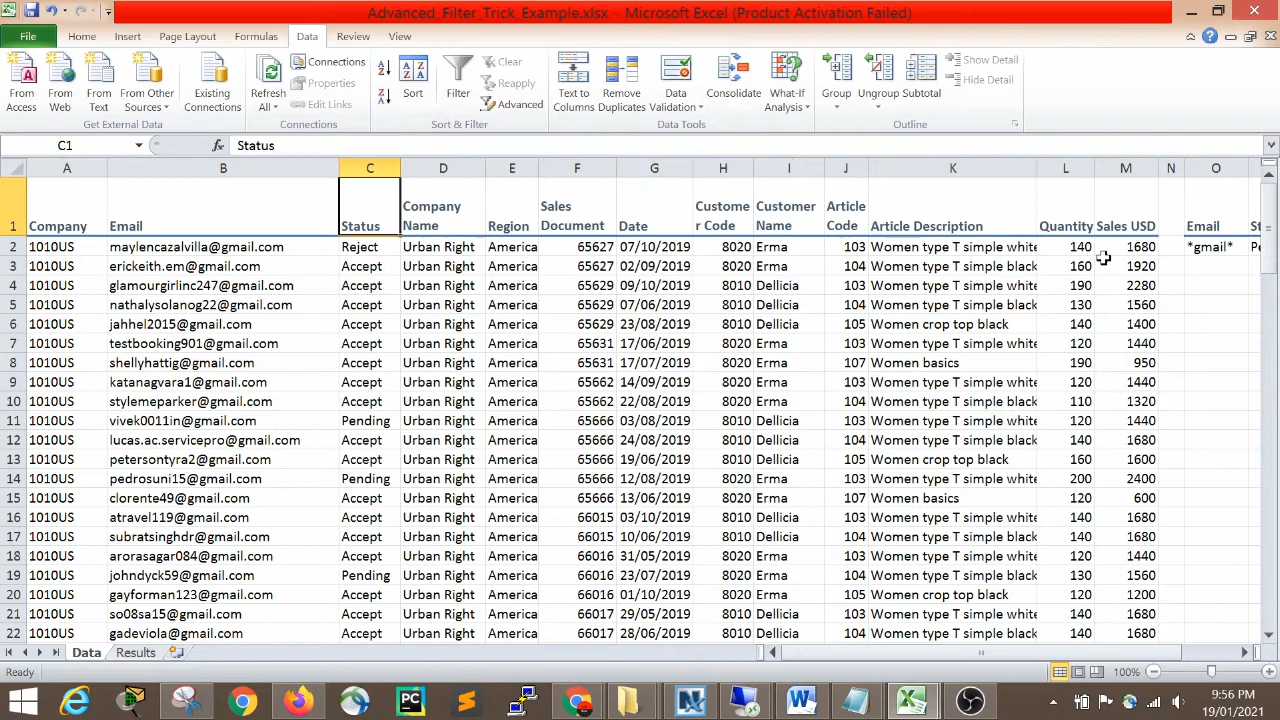 Advanced_Filter_Trick_Example.xlsx - Microsoft Excel (Product Activation Failed)
File Home Insert Page Layout Formulas Data Review View
From Access From Web From Text From Other Sources Existing Connections Refresh All Connections Properties Edit Links Sort Filter Clear Reapply Advanced Text to Columns Remove Duplicates Data Validation Consolidate What-If Analysis Group Ungroup Subtotal Show Detail Hide Detail
Get External Data Connections Sort & Filter Data Tools Outline
C1 fx Status
A B C D E F G H I J K L M N O
1 Company Email Status Company Name Region Sales Document Date Custome r Code Customer Name Article Code Article Description Quantity Sales USD Email St
2 1010US maylencazalvilla@gmail.com Reject Urban Right America 65627 07/10/2019 8020 Erma 103 Women type T simple white 140 1680 *gmail* Pe
3 1010US erickeith.em@gmail.com Accept Urban Right America 65627 02/09/2019 8020 Erma 104 Women type T simple black 160 1920
4 1010US glamourgirlinc247@gmail.com Accept Urban Right America 65629 09/10/2019 8010 Dellicia 103 Women type T simple white 190 2280
5 1010US nathalysolanog22@gmail.com Accept Urban Right America 65629 07/06/2019 8010 Dellicia 104 Women type T simple black 130 1560
6 1010US jahhel2015@gmail.com Accept Urban Right America 65629 23/08/2019 8010 Dellicia 105 Women crop top black 140 1400
7 1010US testbooking901@gmail.com Accept Urban Right America 65631 17/06/2019 8020 Erma 103 Women type T simple white 120 1440
8 1010US shellyhattig@gmail.com Accept Urban Right America 65631 17/07/2019 8020 Erma 107 Women basics 190 950
9 1010US katanagvara1@gmail.com Accept Urban Right America 65662 14/09/2019 8020 Erma 103 Women type T simple white 120 1440
10 1010US stylemeparker@gmail.com Accept Urban Right America 65662 22/08/2019 8020 Erma 104 Women type T simple black 110 1320
11 1010US vivek0011in@gmail.com Pending Urban Right America 65666 03/08/2019 8010 Dellicia 103 Women type T simple white 120 1440
12 1010US lucas.ac.servicepro@gmail.com Accept Urban Right America 65666 24/08/2019 8010 Dellicia 104 Women type T simple black 140 1680
13 1010US petersontyra2@gmail.com Accept Urban Right America 65666 19/06/2019 8010 Dellicia 105 Women crop top black 160 1600
14 1010US pedrosuni15@gmail.com Pending Urban Right America 65666 13/06/2019 8020 Erma 103 Women type T simple white 200 2400
15 1010US clorente49@gmail.com Accept Urban Right America 65666 13/06/2019 8020 Erma 107 Women basics 120 600
16 1010US atravel119@gmail.com Accept Urban Right America 66015 07/10/2019 8010 Dellicia 103 Women type T simple white 140 1680
17 1010US subratsinghdr@gmail.com Accept Urban Right America 66015 10/06/2019 8010 Dellicia 104 Women type T simple black 140 1680
18 1010US arorasagar084@gmail.com Accept Urban Right America 66016 31/05/2019 8020 Erma 103 Women type T simple white 120 1440
19 1010US johndyck59@gmail.com Pending Urban Right America 66016 23/07/2019 8020 Erma 104 Women type T simple black 130 1560
20 1010US gayforman123@gmail.com Accept Urban Right America 66016 01/10/2019 8020 Erma 105 Women crop top black 120 1200
21 1010US so08sa15@gmail.com Accept Urban Right America 66017 29/05/2019 8010 Dellicia 103 Women type T simple white 140 1680
22 1010US gadeviola@gmail.com Accept Urban Right America 66017 28/06/2019 8010 Dellicia 104 Women type T simple black 140 1680
Data Results
Ready 100%
9:56 PM
19/01/2021